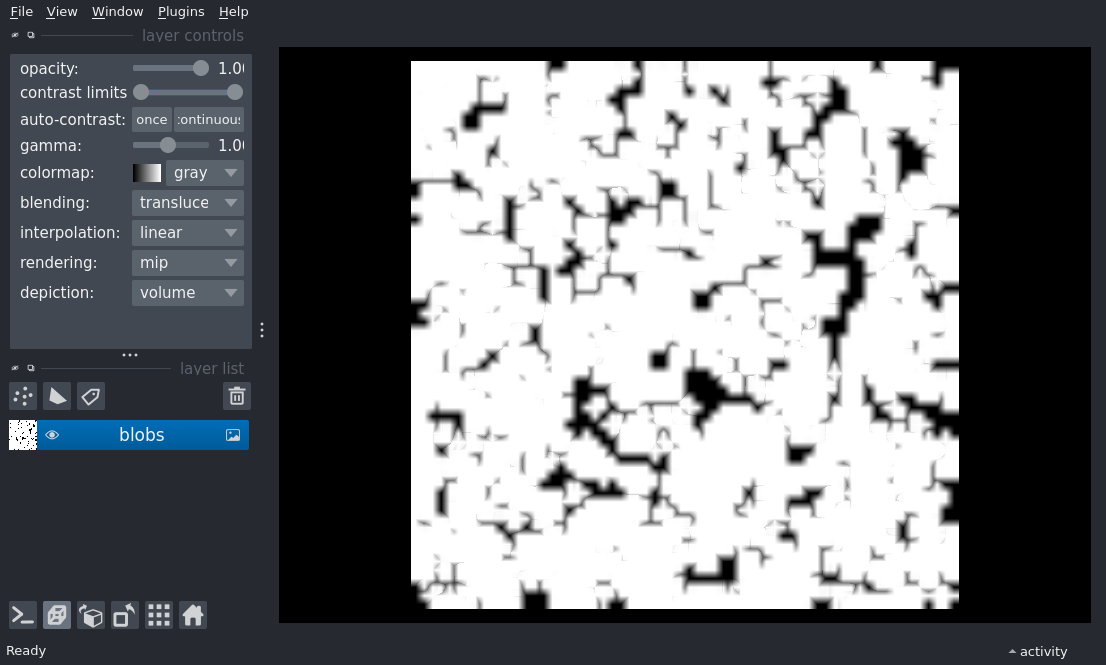 File View Window Plugins Help
layer controls
opacity: 1.0
contrast limits
auto-contrast: once continuous
gamma: 1.0
colormap: gray
blending: transluce
interpolation: linear
rendering: mip
depiction: volume
layer list
blobs
Ready activity